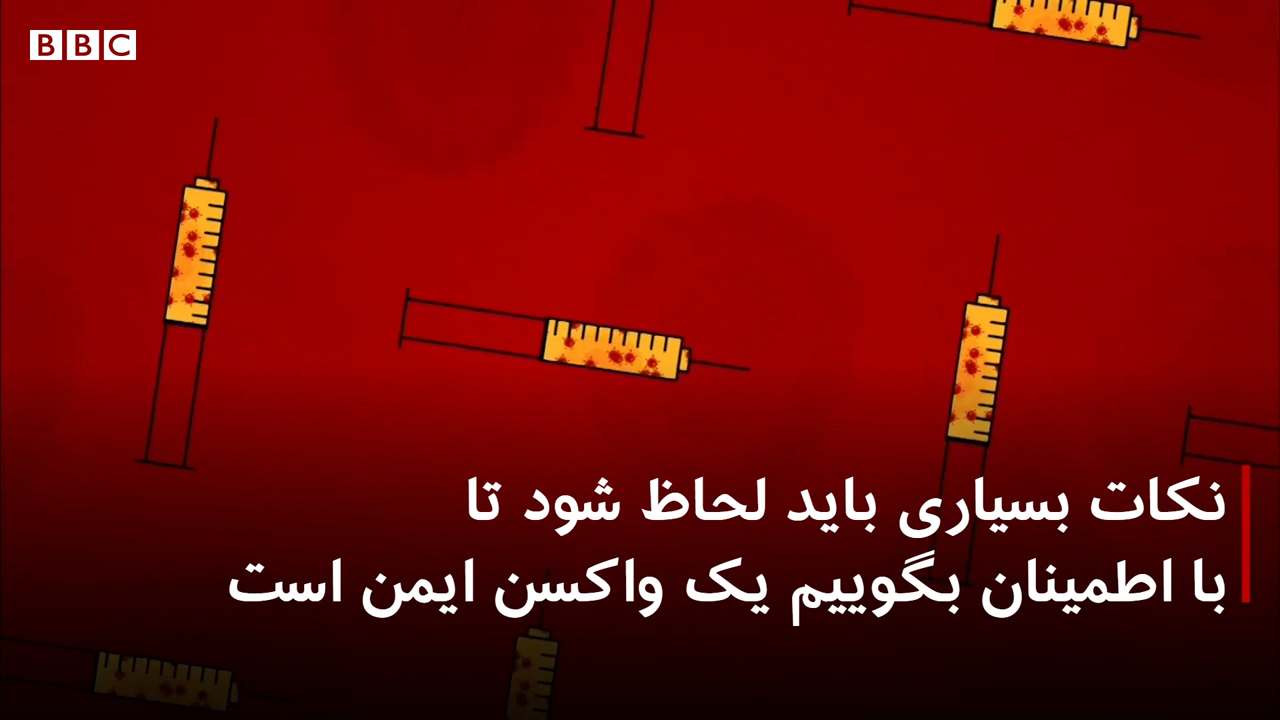 BBC
نکات بسیاری باید لحاظ شود تا
با اطمینان بگوییم یک واکسن ایمن است